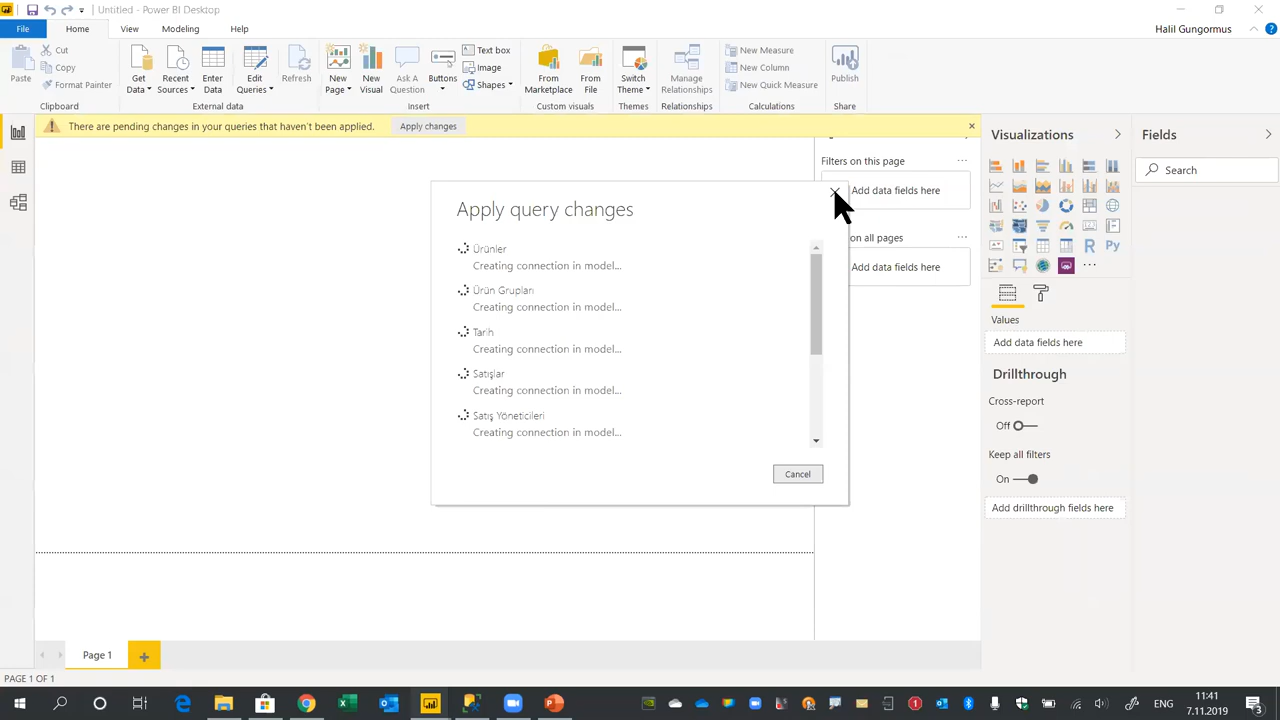 Untitled - Power BI Desktop
File
Home
View
Modeling
Help
Halil Gungormus
Paste
Cut
Copy
Format Painter
Clipboard
Get Data
Recent Sources
Enter Data
Edit Queries
Refresh
External data
New Page
New Visual
Ask A Question
Buttons
Text box
Image
Shapes
Insert
From Marketplace
From File
Custom visuals
Switch Theme
Themes
Manage Relationships
Relationships
New Measure
New Column
New Quick Measure
Calculations
Publish
Share
There are pending changes in your queries that haven't been applied.
Apply changes
Filters on this page
Add data fields here
on all pages
Add data fields here
Apply query changes
Ürünler
Creating connection in model...
Ürün Grupları
Creating connection in model...
Tarih
Creating connection in model...
Satışlar
Creating connection in model...
Satış Yöneticileri
Creating connection in model...
Cancel
Visualizations
R
Py
Values
Add data fields here
Drillthrough
Cross-report
Off
Keep all filters
On
Add drillthrough fields here
Fields
Search
Page 1
PAGE 1 OF 1
ENG
11:41
7.11.2019